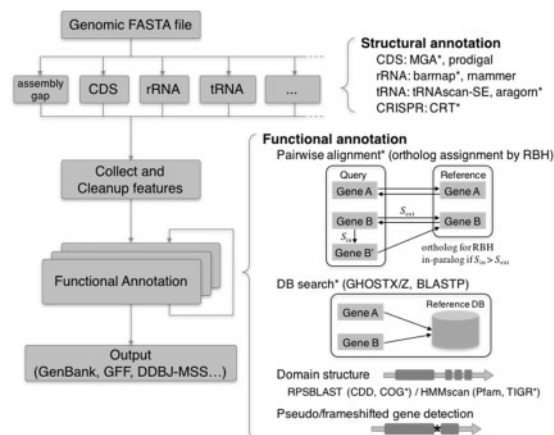 Genomic FASTA file
assembly
gap
CDS
rRNA
tRNA
...
Collect and
Cleanup features
Functional Annotation
Output
(GenBank, GFF, DDBJ-MSS...)
Structural annotation
CDS: MGA*, prodigal
rRNA: barrnap*, rnammer
tRNA: tRNAscan-SE, aragorn*
CRISPR: CRT*
Functional annotation
Pairwise alignment* (ortholog assignment by RBH)
Query
Reference
Gene A
Gene A
Gene B
Sext
Gene B
Sin
Gene B'
ortholog for RBH
in-paralog if Sin > Sext
DB search* (GHOSTX/Z, BLASTP)
Reference DB
Gene A
Gene B
Domain structure
RPSBLAST (CDD, COG*) / HMMscan (Pfam, TIGR*)
Pseudo/frameshifted gene detection